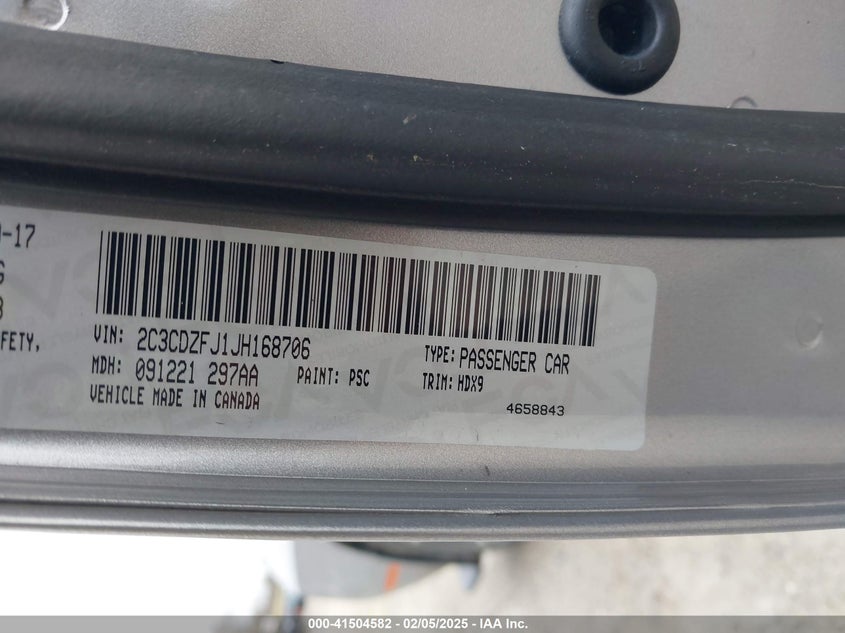 -17
FETY,
VIN: 2C3CDZFJ1JH168706
TYPE: PASSENGER CAR
MDH: 091221 297AA
PAINT: PSC
TRIM: HDX9
VEHICLE MADE IN CANADA
4658843
000-41504582 - 02/05/2025 - IAA Inc.